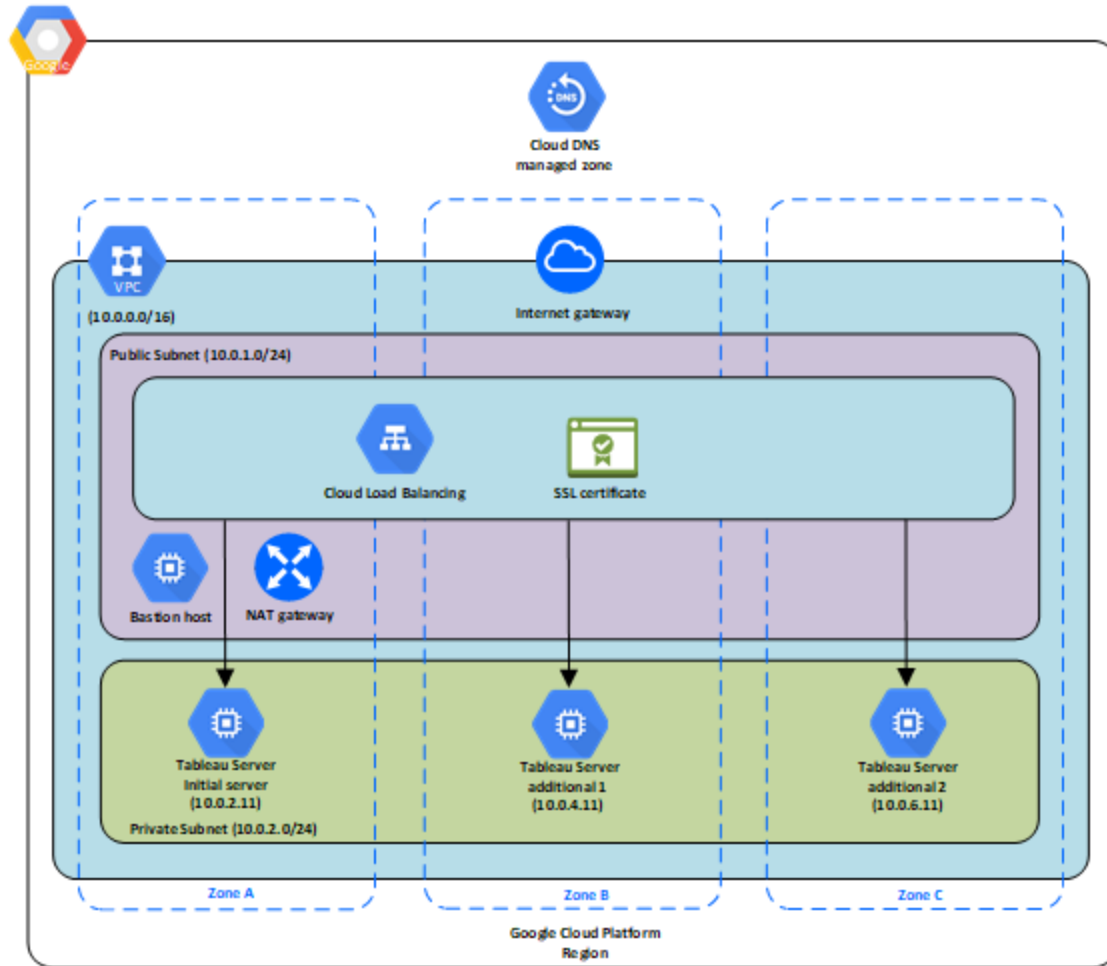 Google
DNS
Cloud DNS
managed zone
VPC
(10.0.0.0/16)
Internet gateway
Public Subnet (10.0.1.0/24)
Cloud Load Balancing
SSL certificate
Bastion host
NAT gateway
Tableau Server
Initial server
(10.0.2.11)
Tableau Server
additional 1
(10.0.4.11)
Tableau Server
additional 2
(10.0.6.11)
Private Subnet (10.0.2.0/24)
Zone A
Zone B
Zone C
Google Cloud Platform
Region